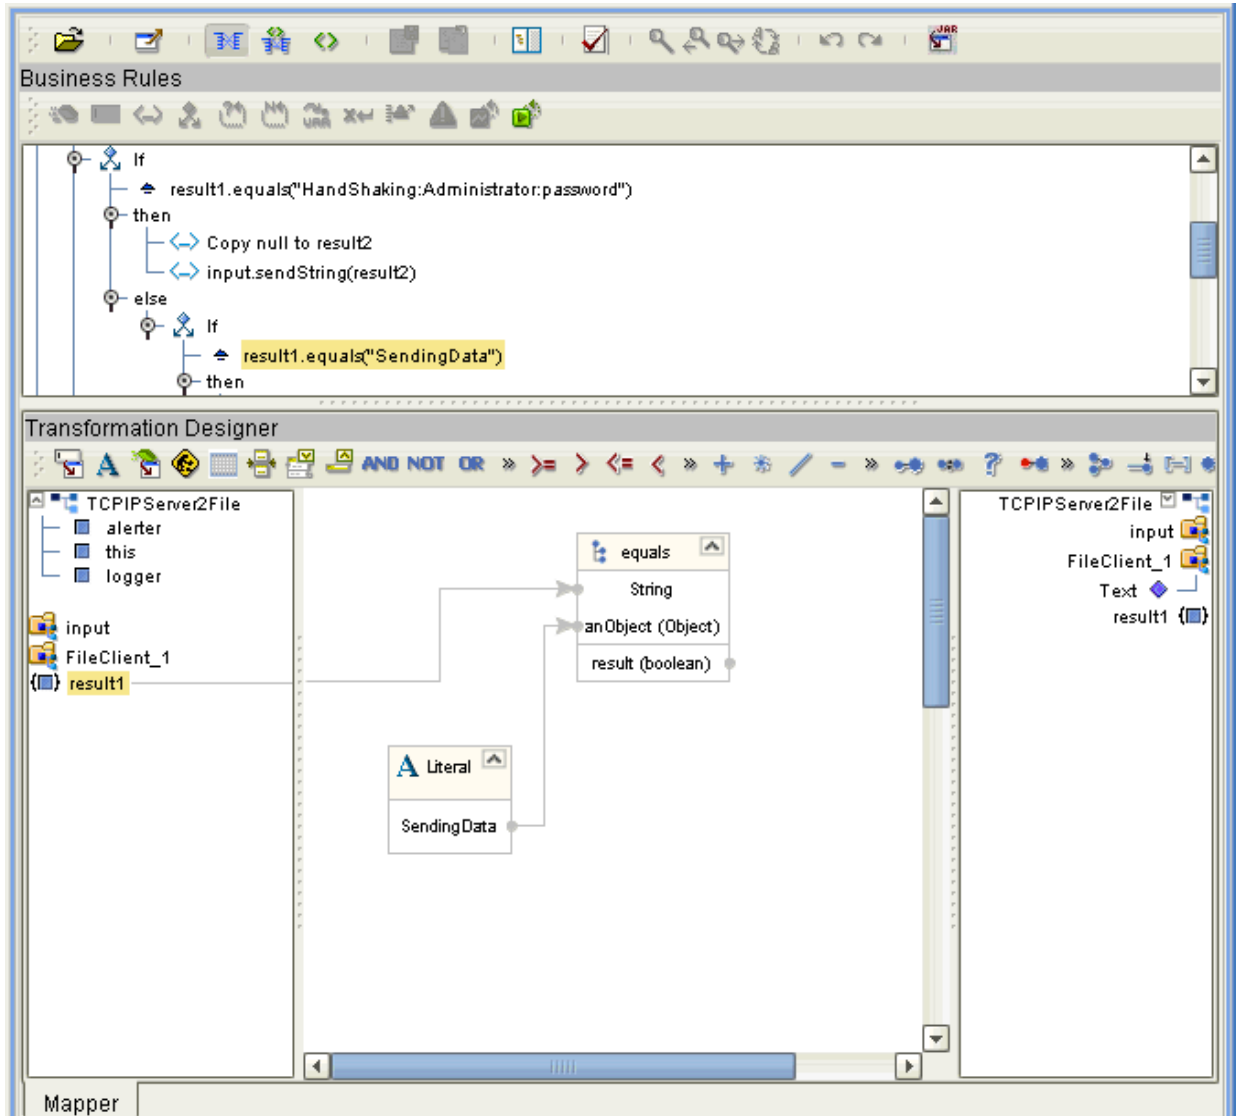 JAR
Business Rules
If
result1.equals("HandShaking:Administrator:password")
then
Copy null to result2
input.sendString(result2)
else
If
result1.equals("SendingData")
then
Transformation Designer
A AND NOT OR » >= > <= < » + / - » ? »
TCPIPServer2File
alerter
this
logger
input
FileClient_1
{ } result1
equals
String
anObject (Object)
result (boolean)
A Literal
SendingData
TCPIPServer2File
input
FileClient_1
Text
result1 { }
Mapper